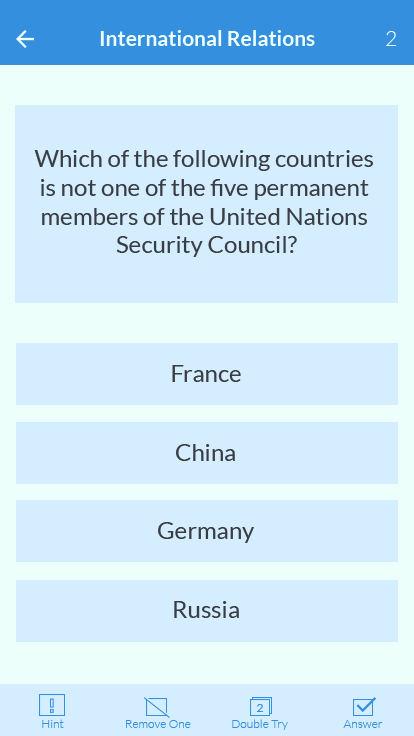 International Relations 2
Which of the following countries
is not one of the five permanent
members of the United Nations
Security Council?
France
China
Germany
Russia
2
Hint Remove One Double Try Answer